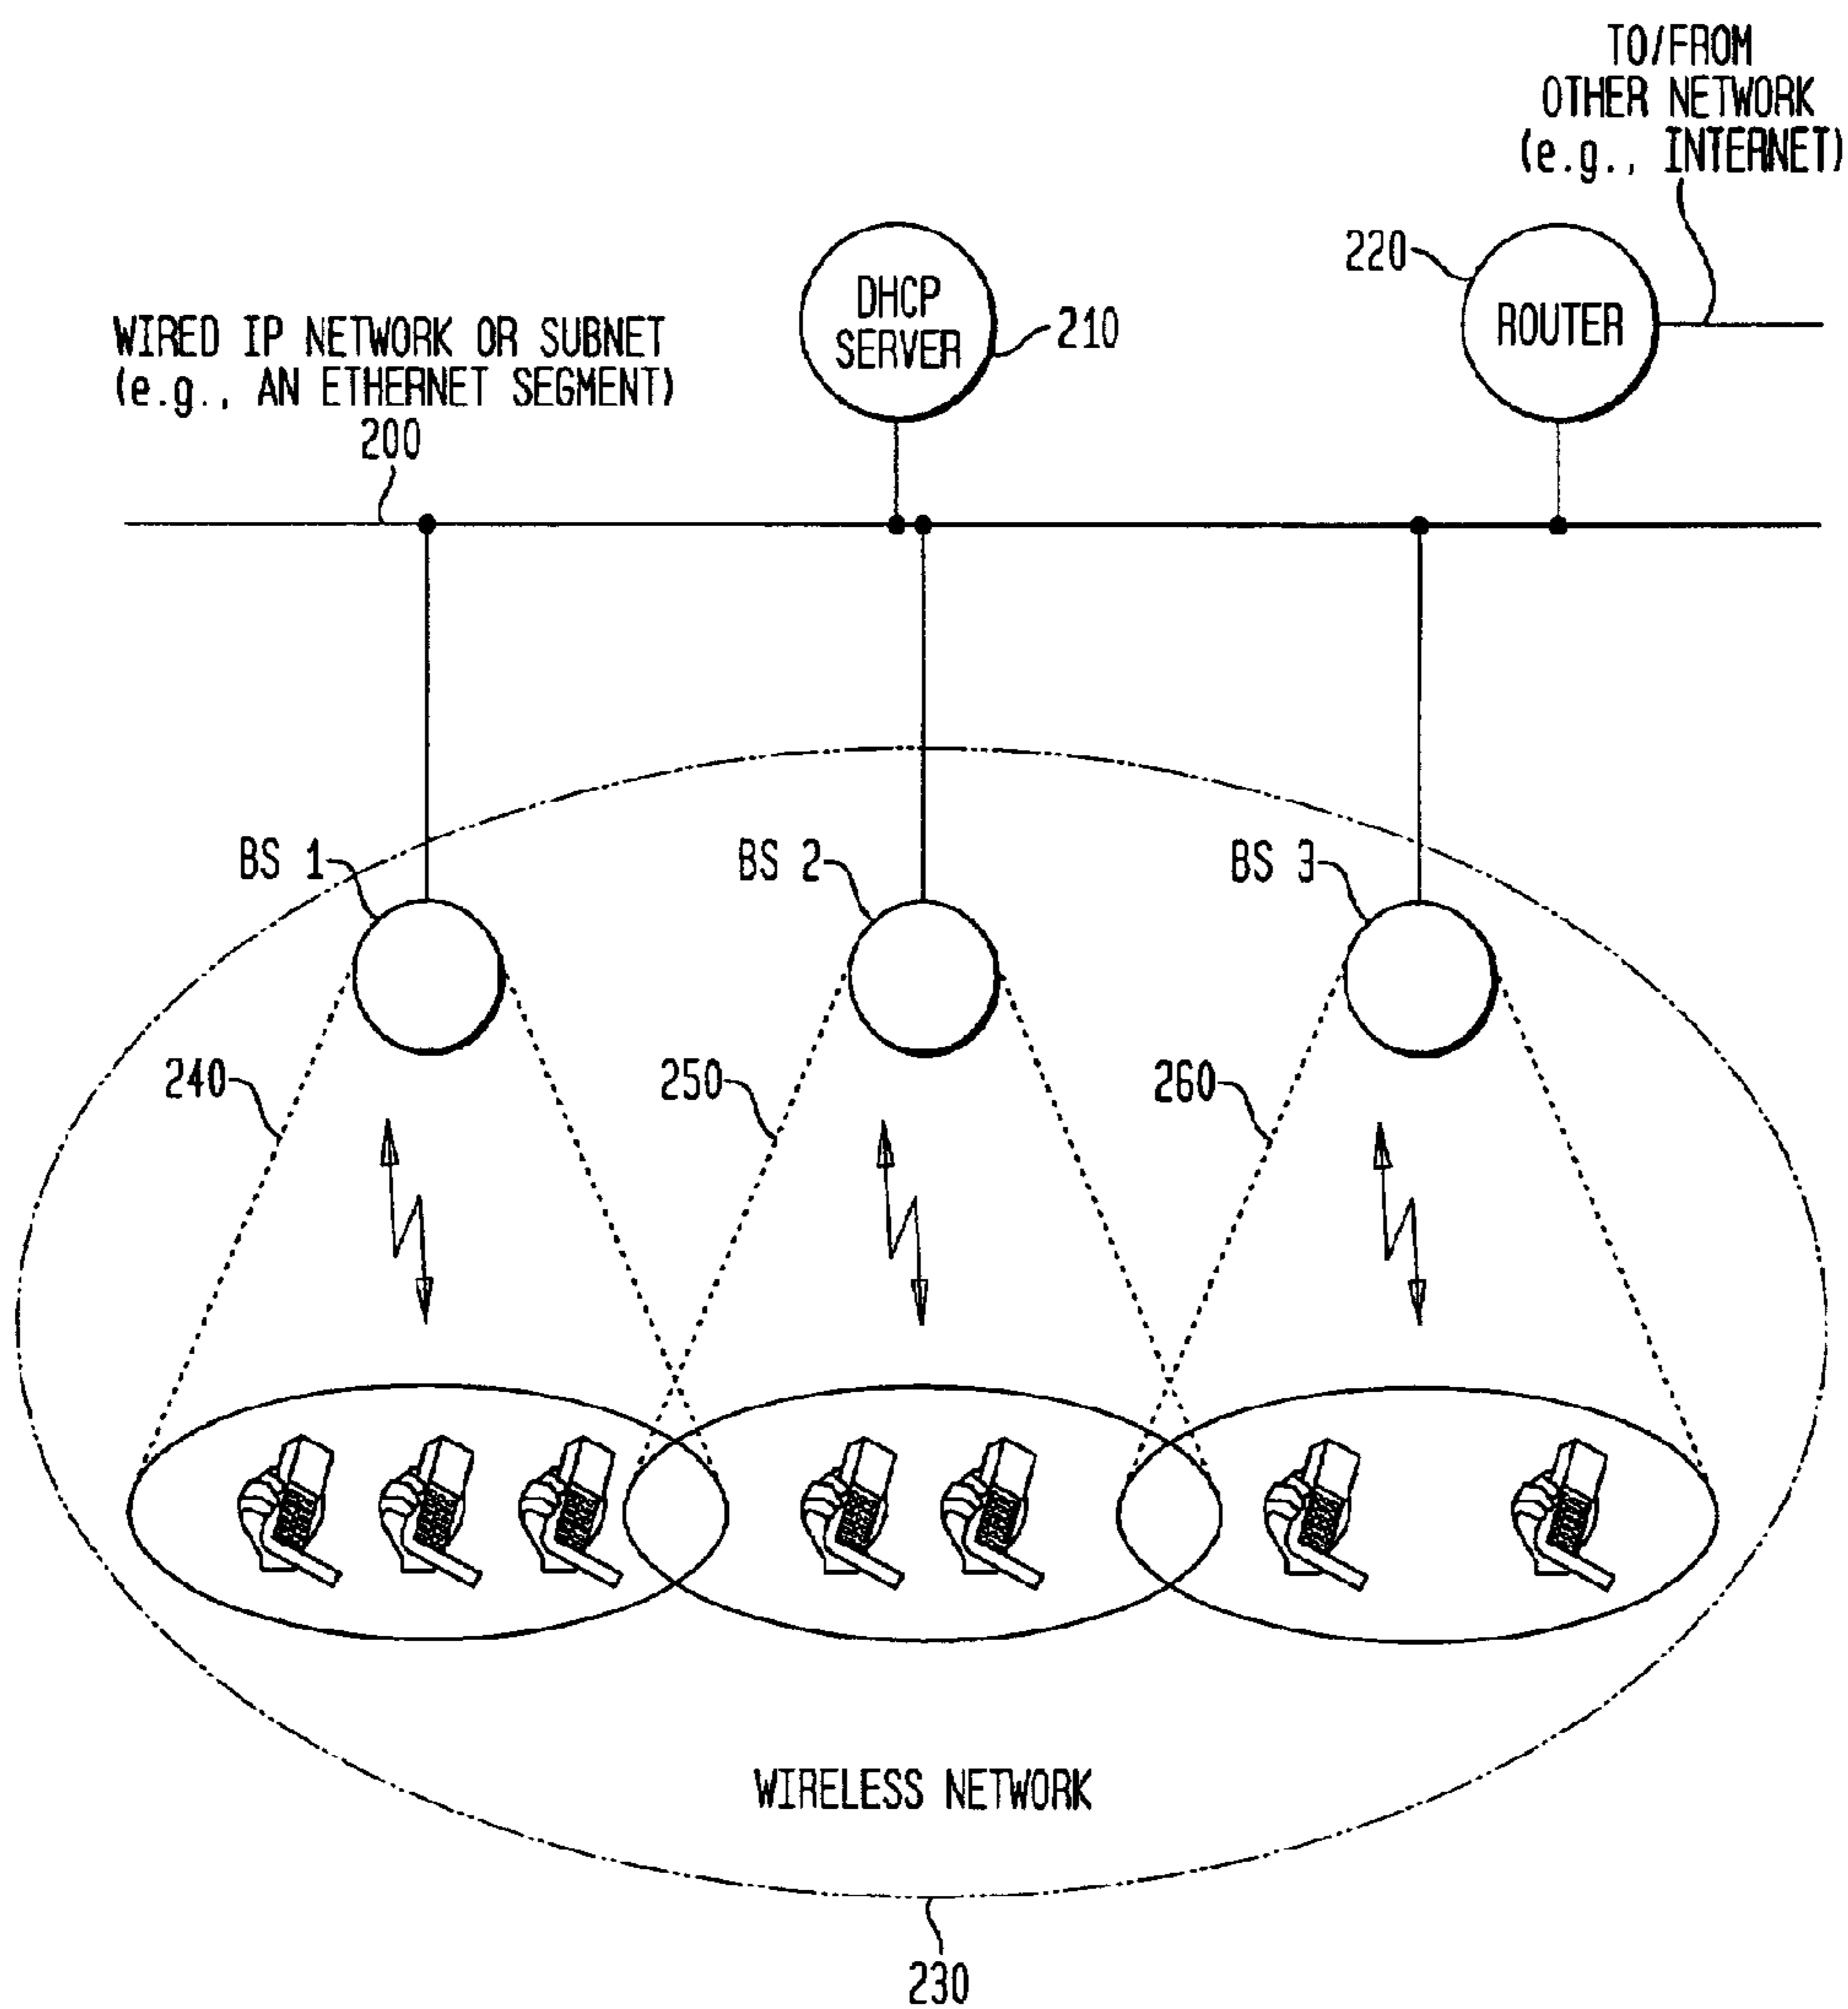 TO/FROM
OTHER NETWORK
(e.g., INTERNET)
220
DHCP
SERVER
210
ROUTER
WIRED IP NETWORK OR SUBNET
(e.g., AN ETHERNET SEGMENT)
200
BS 1
BS 2
BS 3
240
250
260
WIRELESS NETWORK
230